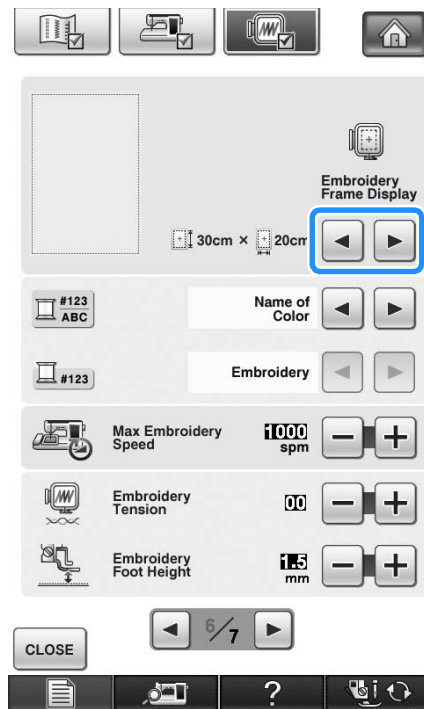 Embroidery
Frame Display
30cm × 20cm
#123
ABC
Name of
Color
#123
Embroidery
Max Embroidery
Speed
1000
spm
Embroidery
Tension
00
Embroidery
Foot Height
1.5
mm
6/7
CLOSE
?